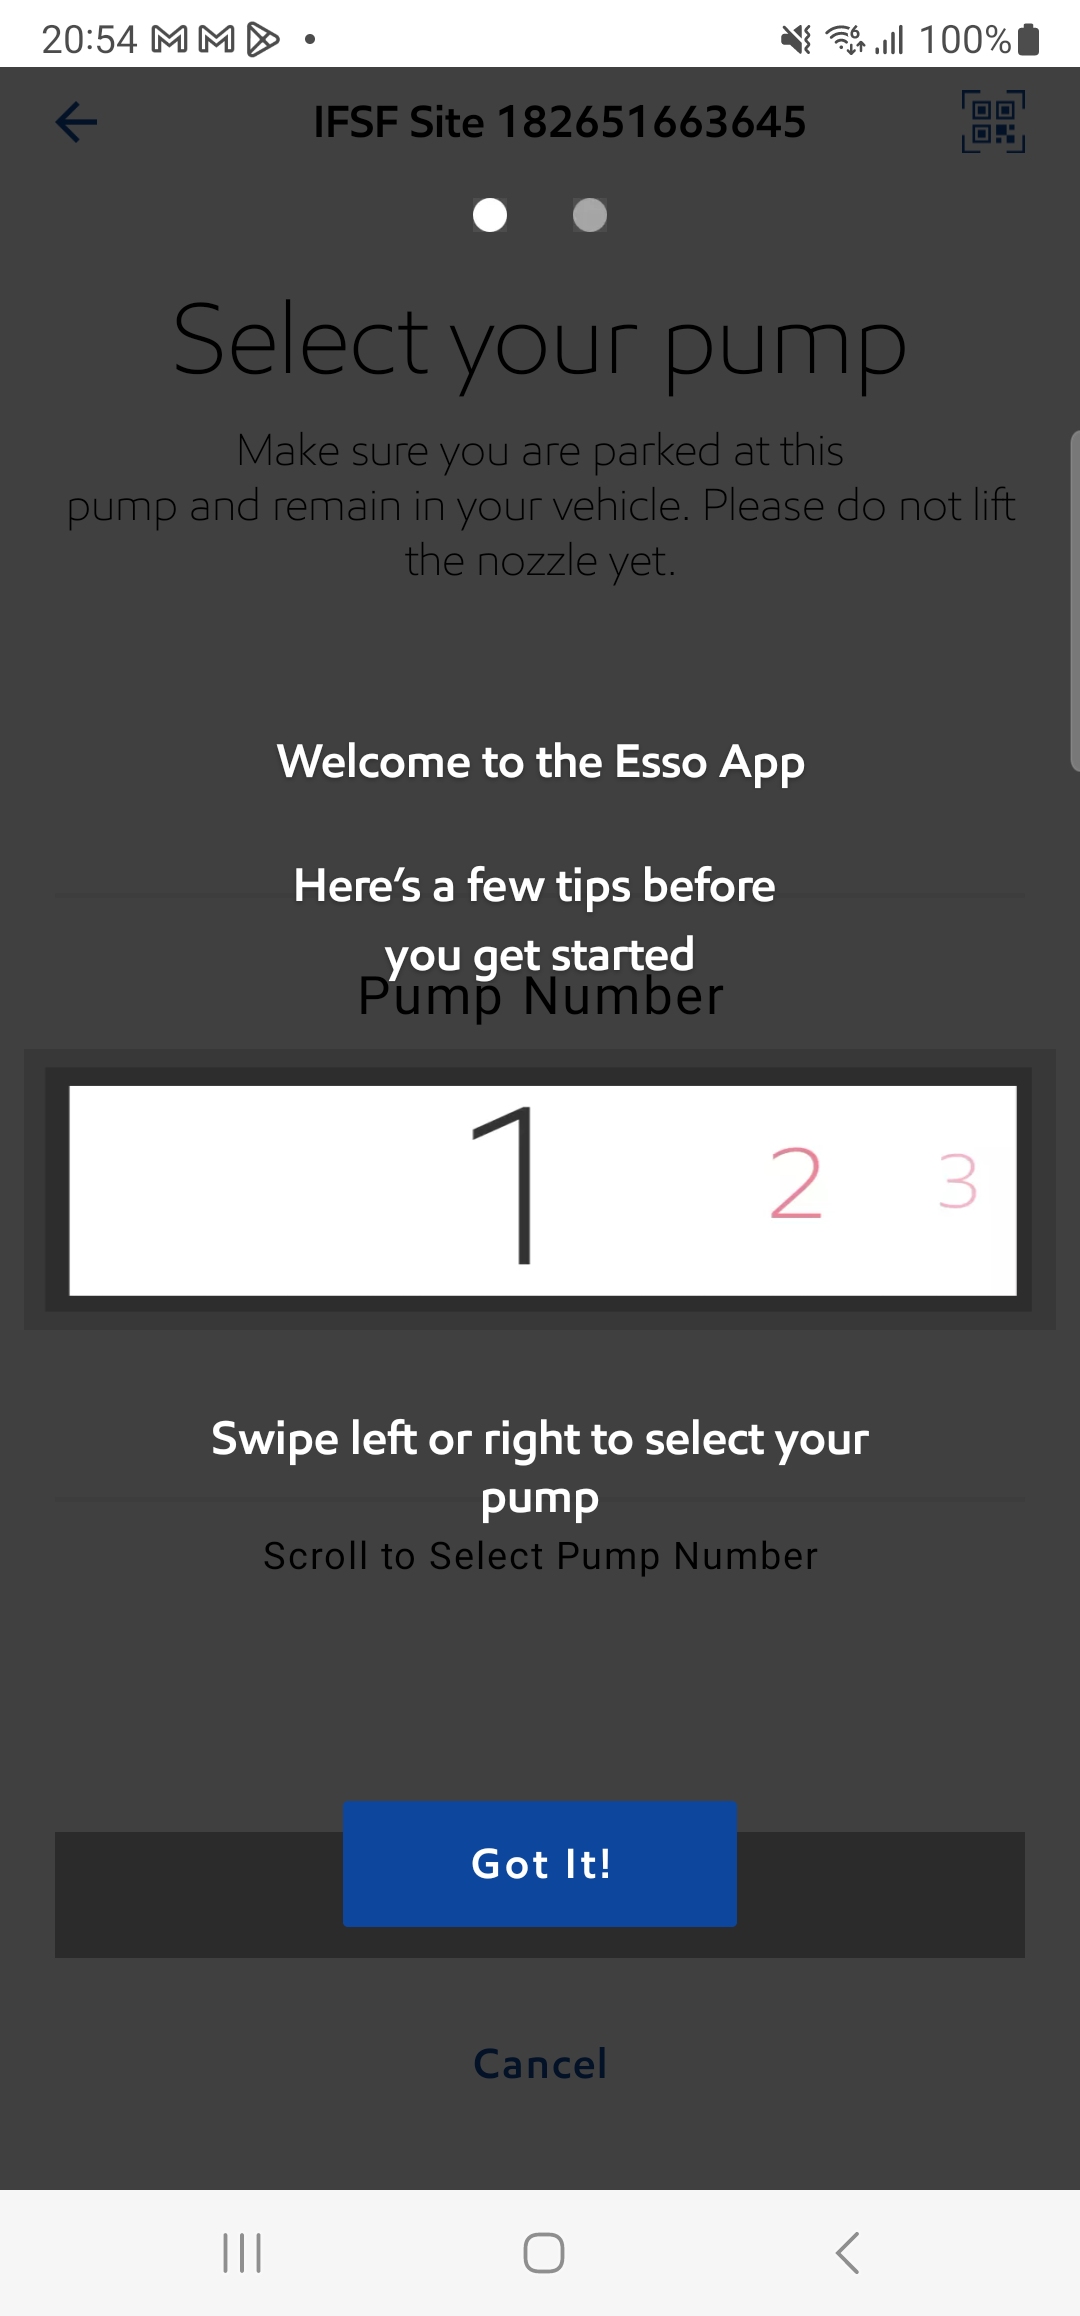 20:54
100%
IFSF Site 182651663645
Select your pump
Make sure you are parked at this
pump and remain in your vehicle. Please do not lift
the nozzle yet.
Welcome to the Esso App
Here's a few tips before
you get started
Pump Number
1 2 3
Swipe left or right to select your
pump
Scroll to Select Pump Number
Got It!
Cancel